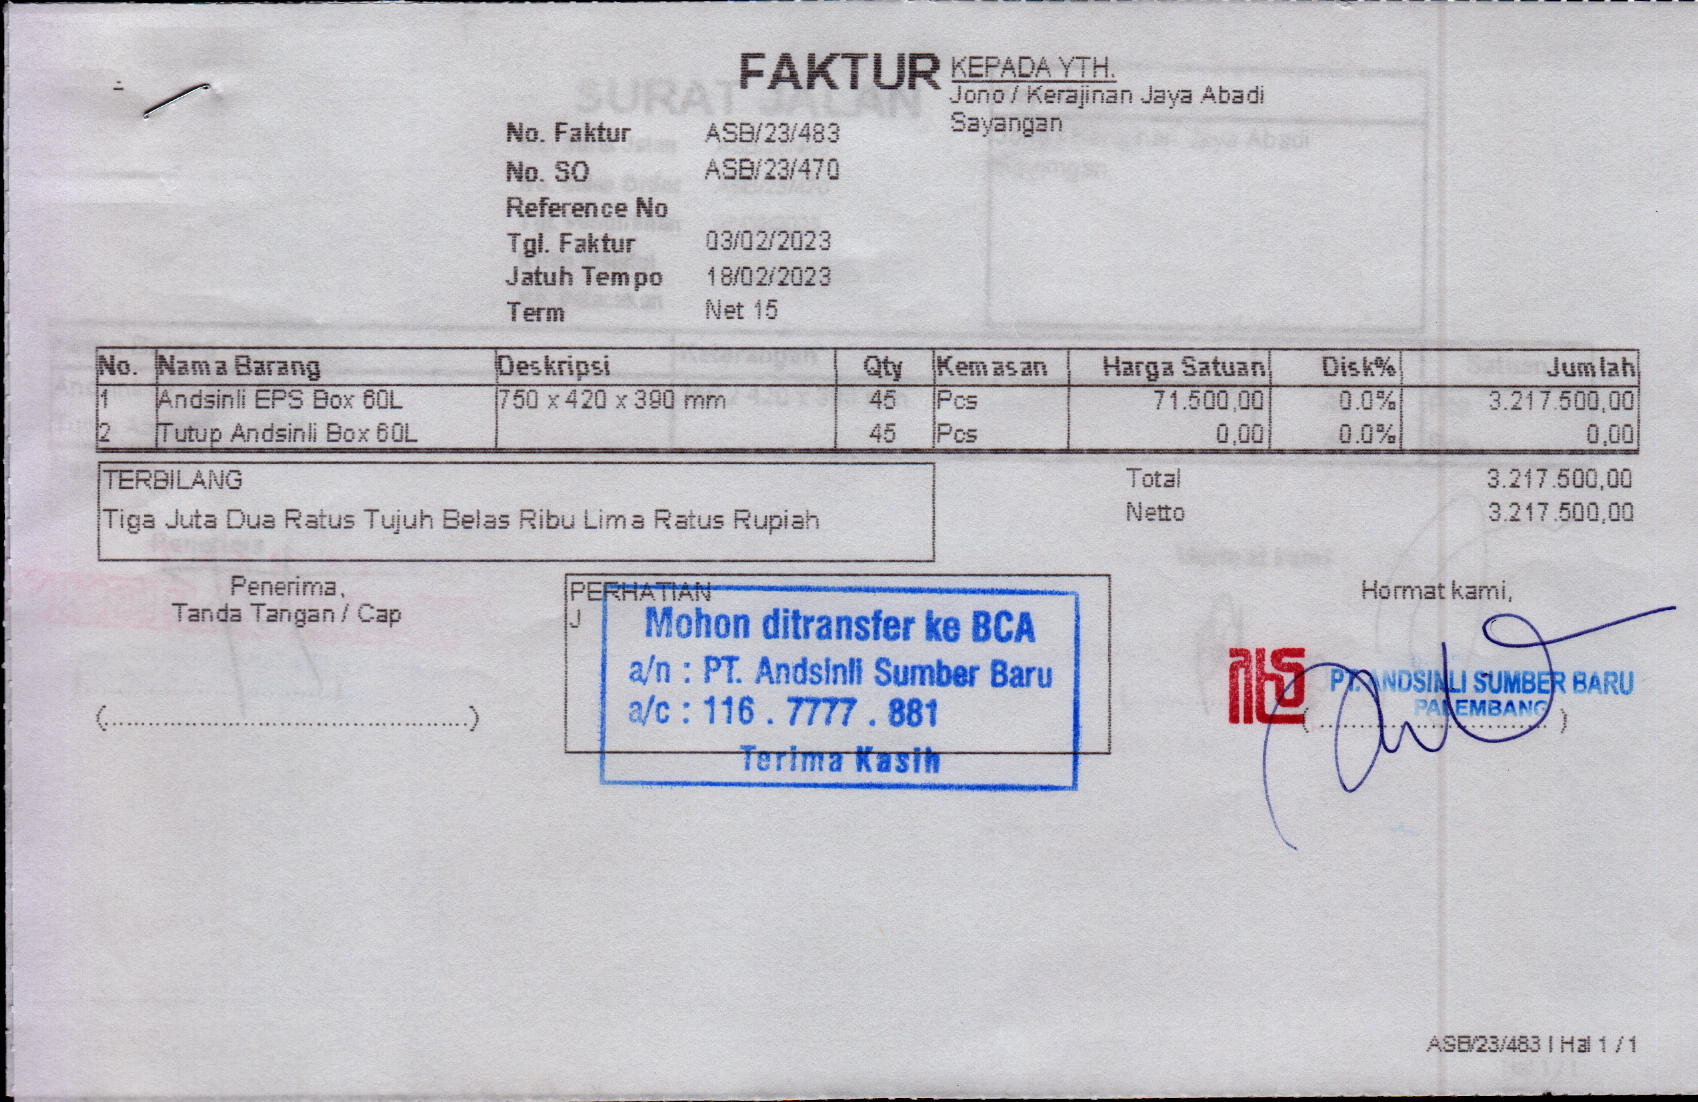 FAKTUR
KEPADA YTH.
Jono / Kerajinan Jaya Abadi
Sayangan
No. Faktur ASB/23/483
No. SO ASB/23/470
Reference No
Tgl. Faktur 03/02/2023
Jatuh Tempo 18/02/2023
Term Net 15
No. Nama Barang Deskripsi Qty Kemasan Harga Satuan Disk% Jumlah
1 Andsinli EPS Box 60L 750 x 420 x 390 mm 45 Pcs 71.500,00 0.0% 3.217.500,00
2 Tutup Andsinli Box 60L 45 Pcs 0,00 0.0% 0,00
TERBILANG
Tiga Juta Dua Ratus Tujuh Belas Ribu Lima Ratus Rupiah
Total 3.217.500,00
Netto 3.217.500,00
Penerima,
Tanda Tangan / Cap
(................................................)
PERHATIAN
J
Mohon ditransfer ke BCA
a/n : PT. Andsinli Sumber Baru
a/c : 116 . 7777 . 881
Terima Kasih
Hormat kami,
PT. ANDSINLI SUMBER BARU
PALEMBANG
(................................)
ASB/23/483 | Hal 1 / 1
SURAT JALAN